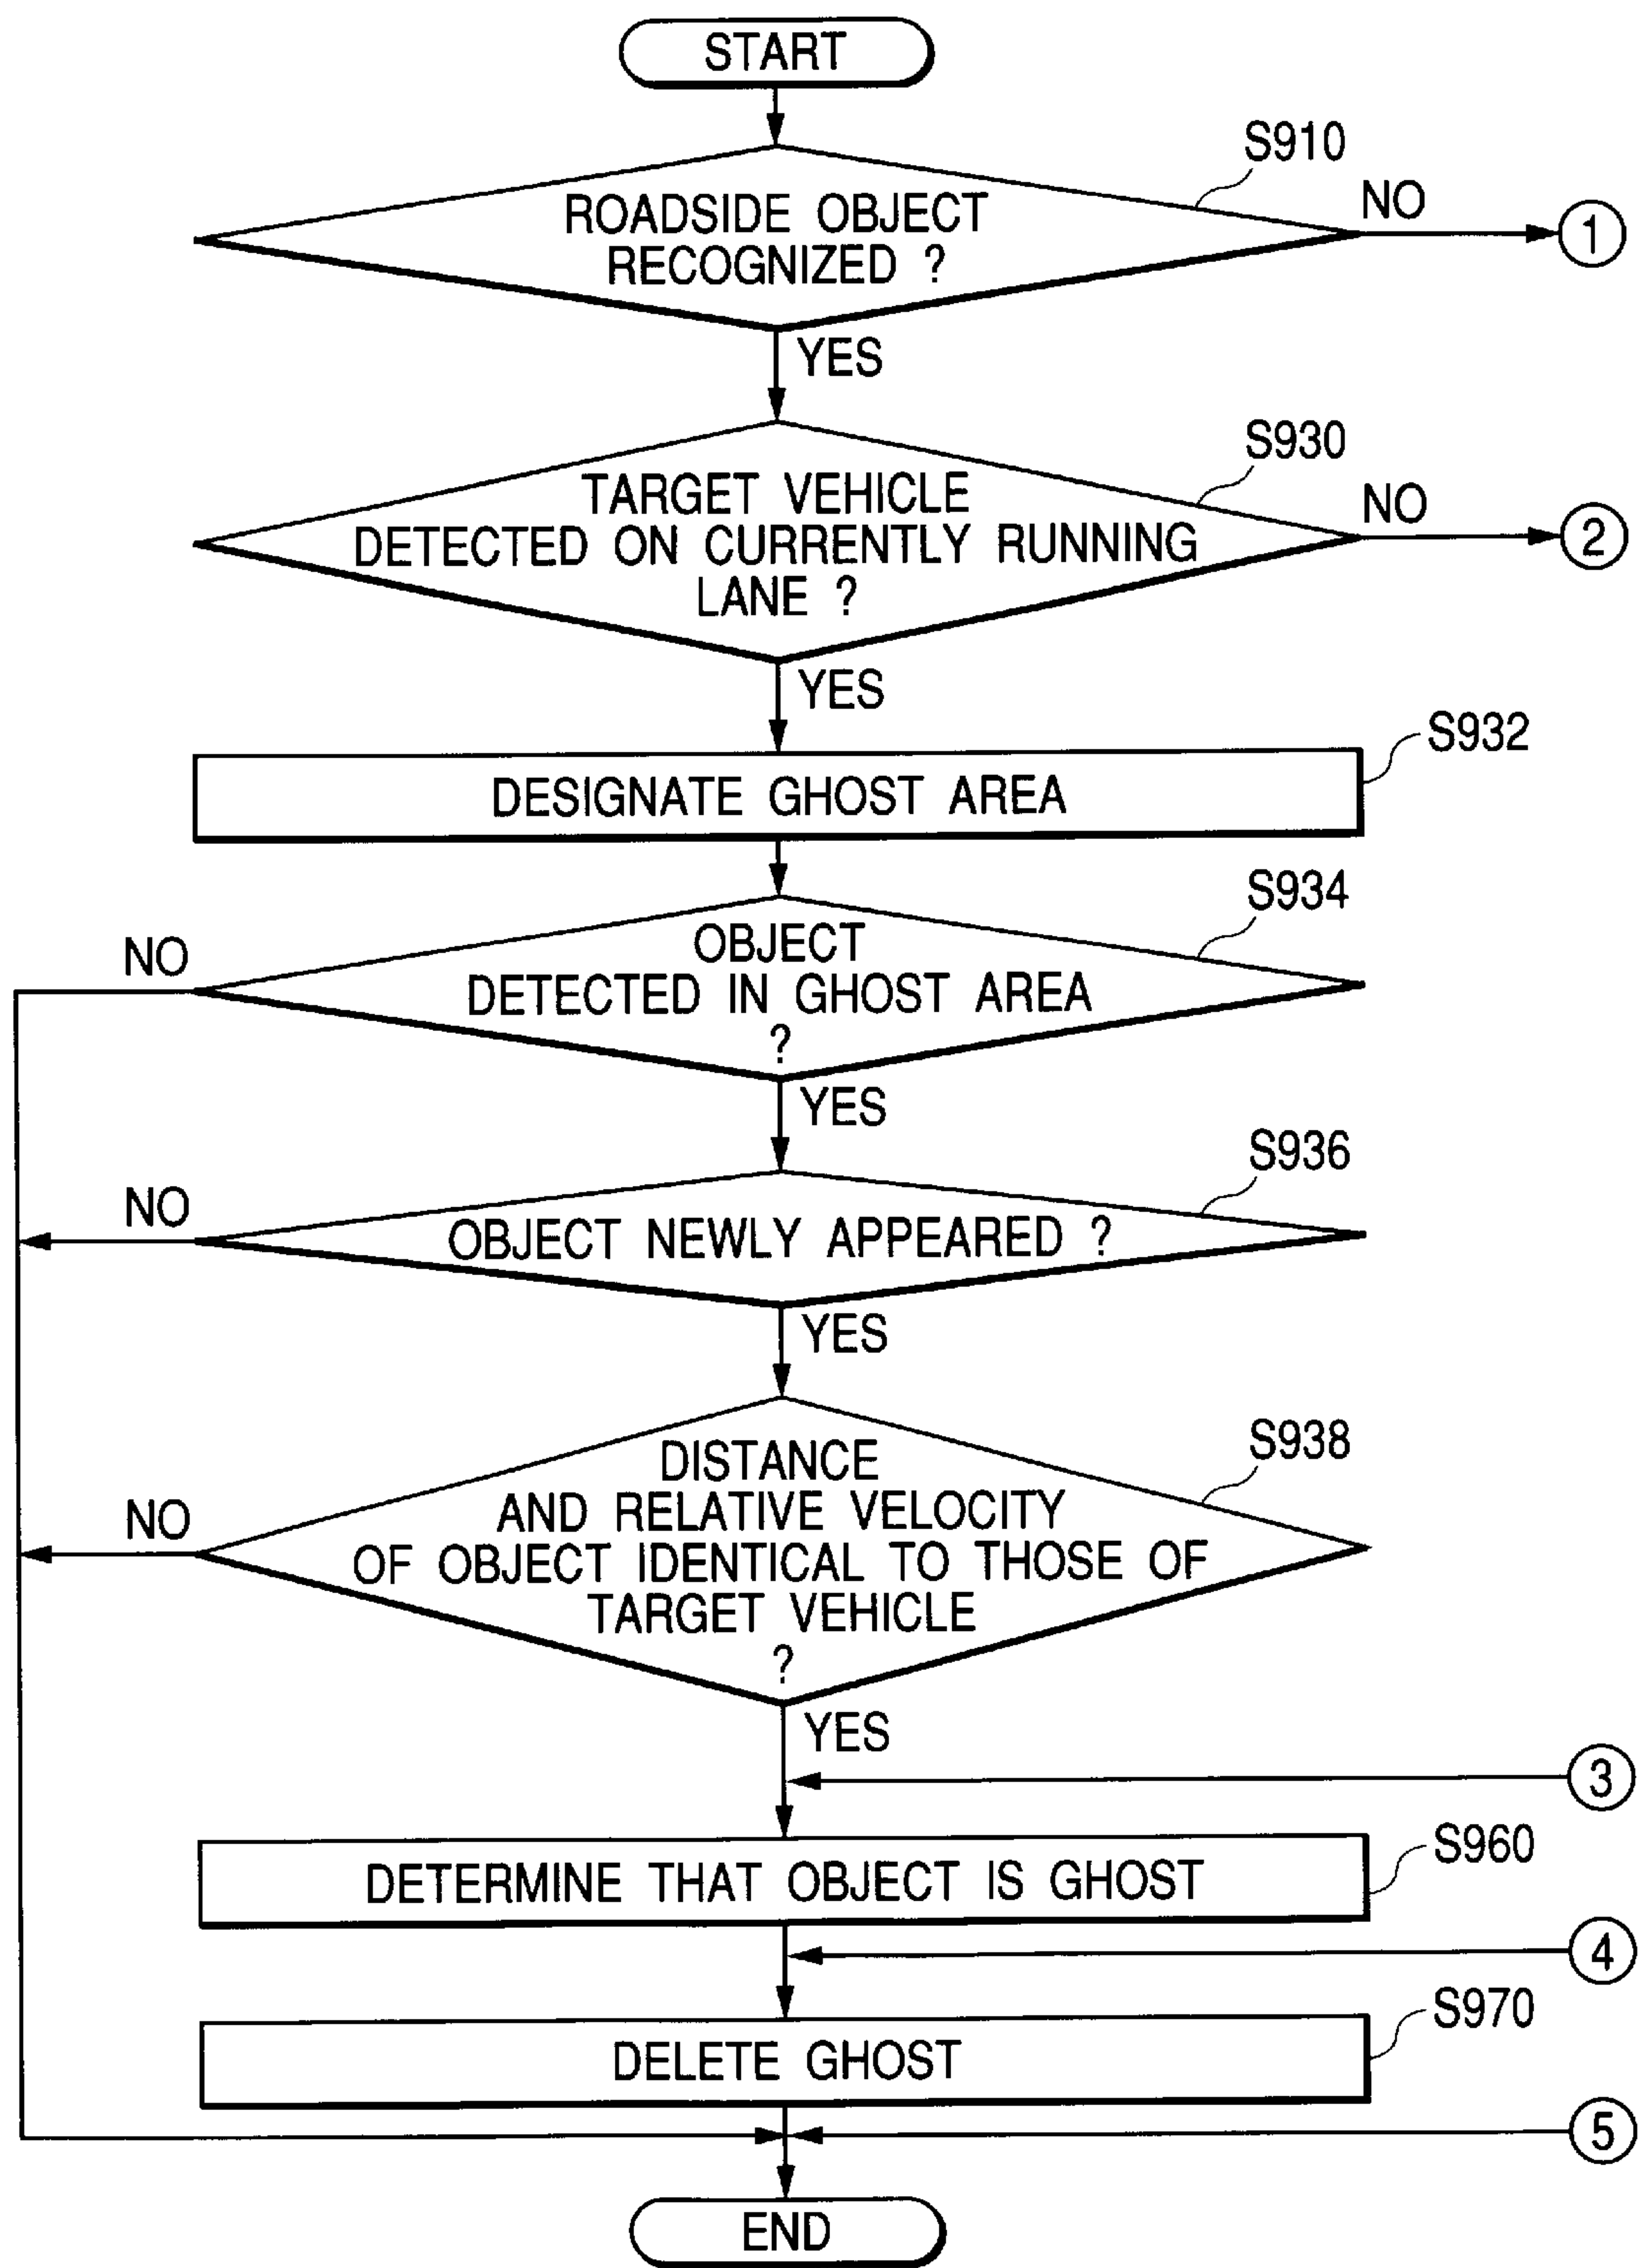 START
S910
ROADSIDE OBJECT
RECOGNIZED ?
NO
1
YES
S930
TARGET VEHICLE
DETECTED ON CURRENTLY RUNNING
LANE ?
NO
2
YES
S932
DESIGNATE GHOST AREA
S934
OBJECT
DETECTED IN GHOST AREA
?
NO
YES
S936
OBJECT NEWLY APPEARED ?
NO
YES
S938
DISTANCE
AND RELATIVE VELOCITY
OF OBJECT IDENTICAL TO THOSE OF
TARGET VEHICLE
?
NO
YES
3
S960
DETERMINE THAT OBJECT IS GHOST
4
S970
DELETE GHOST
5
END